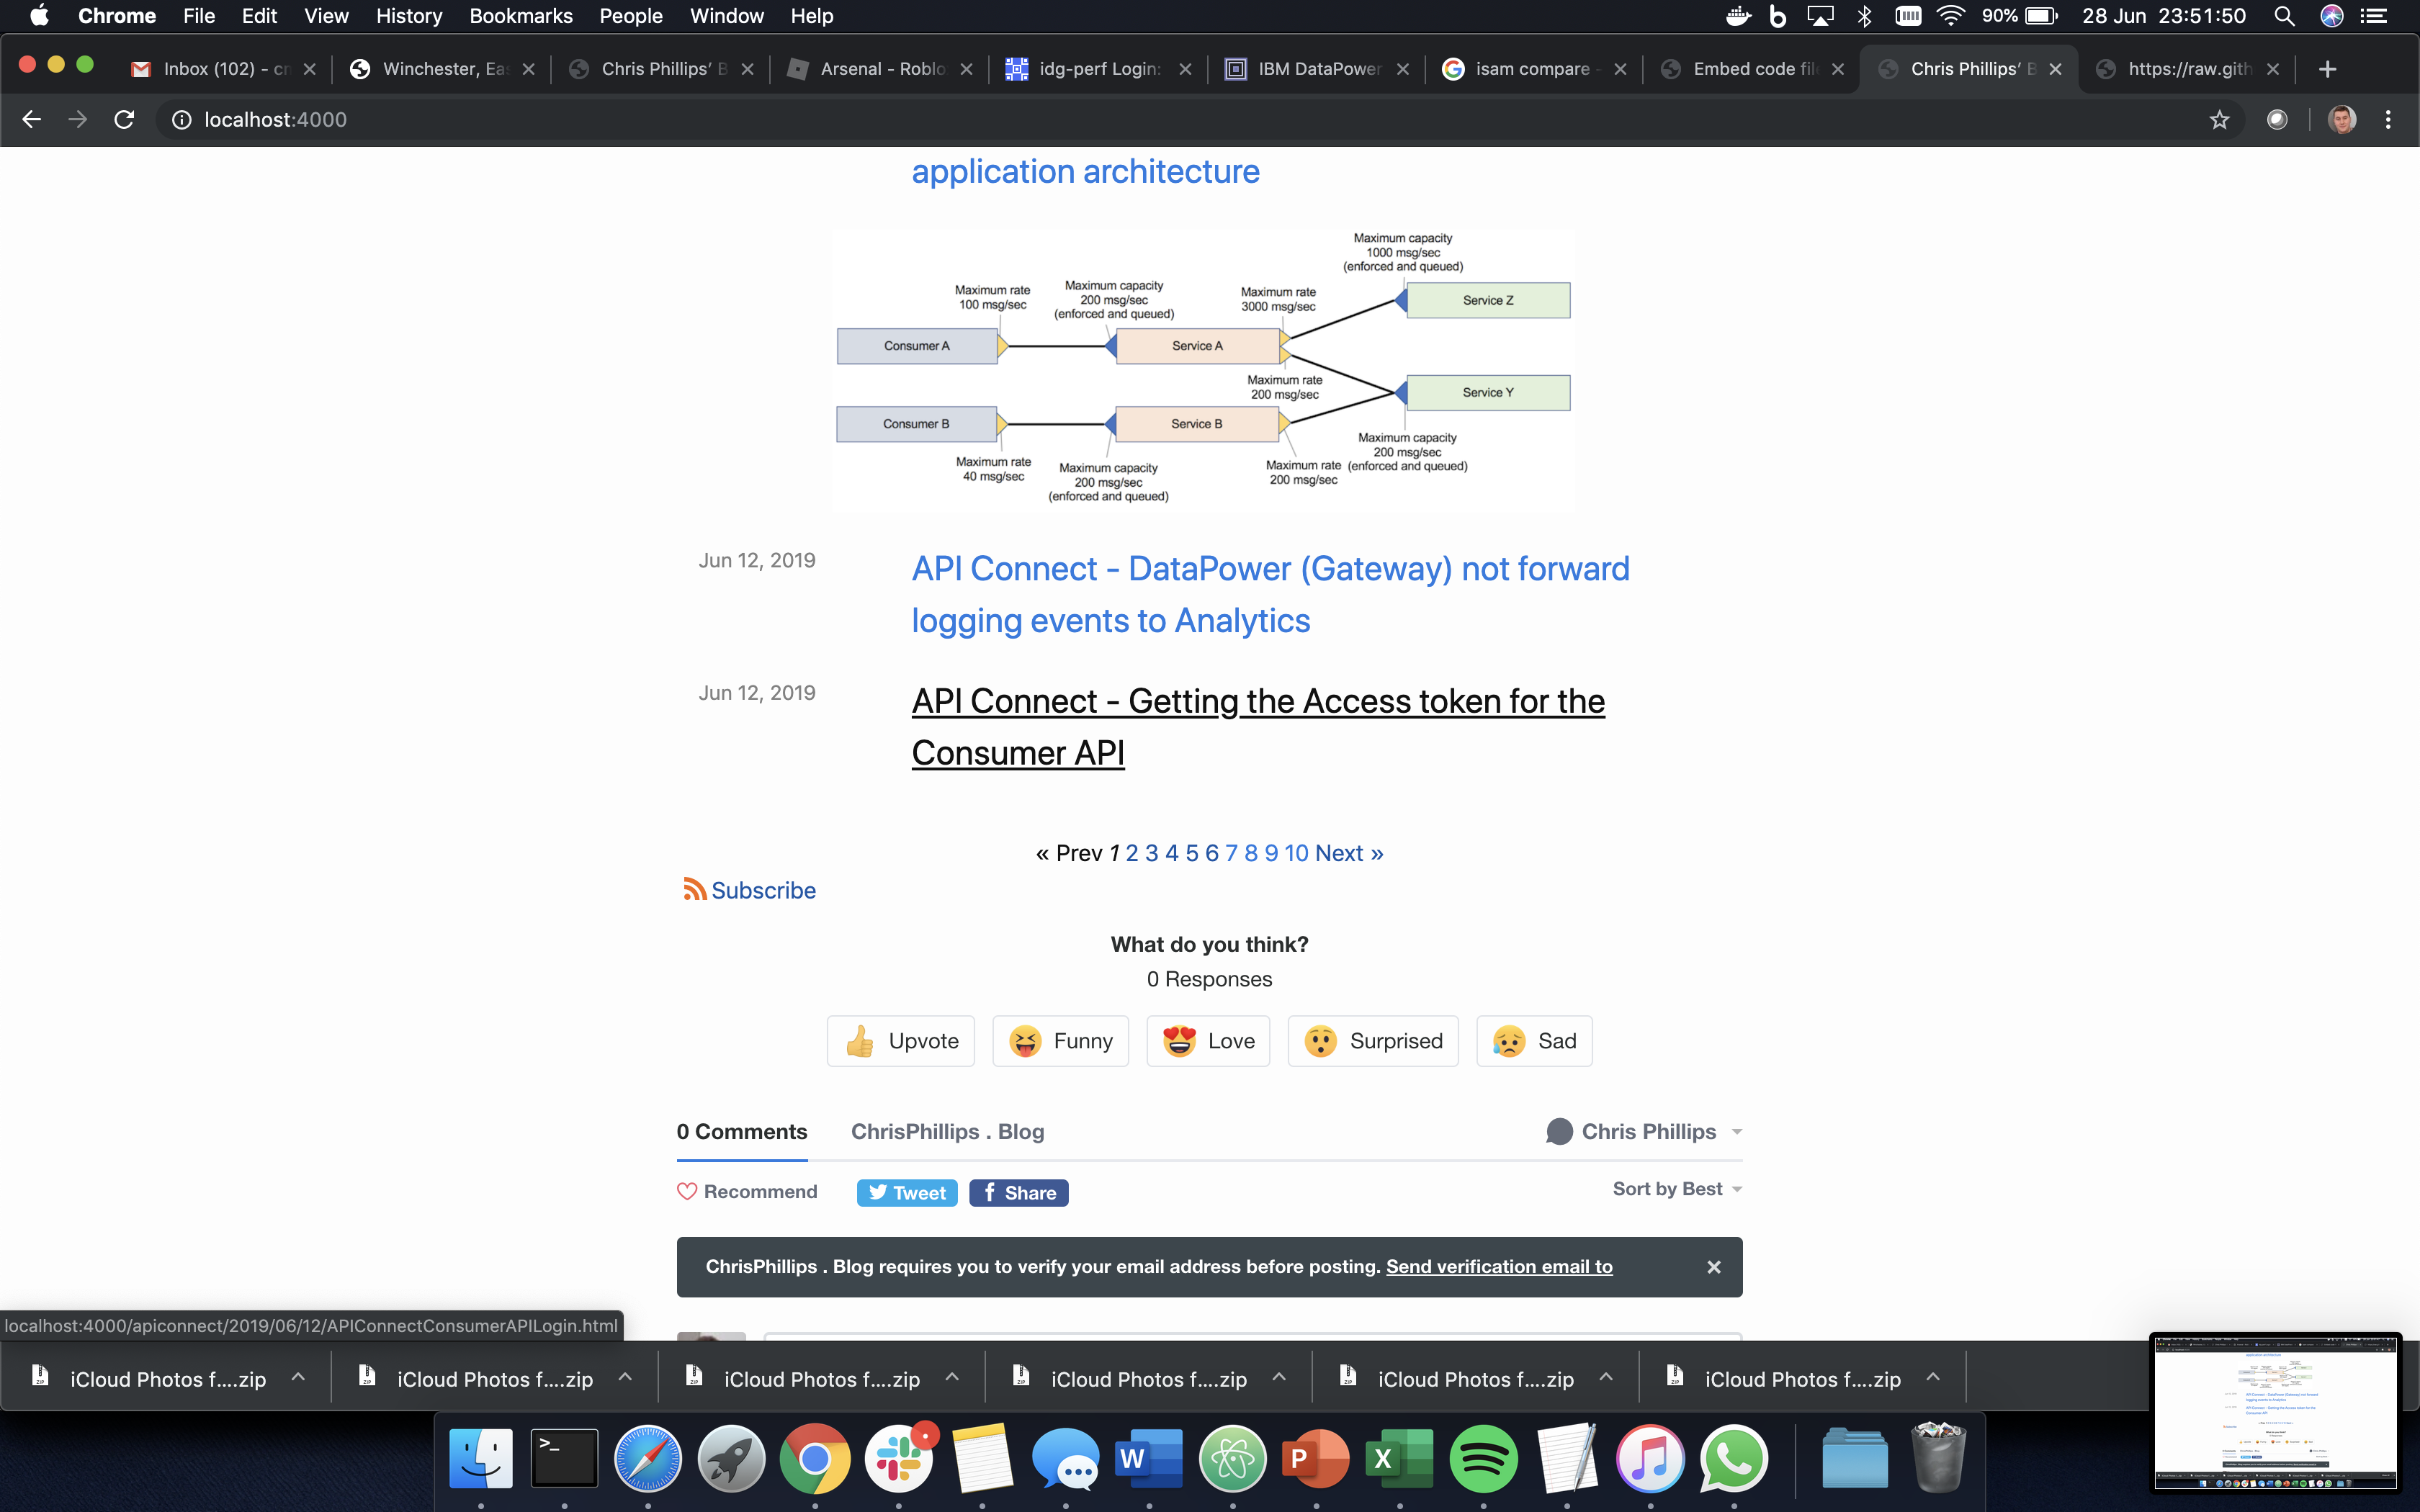 Chrome File Edit View History Bookmarks People Window Help 90% 28 Jun 23:51:50
Inbox (102) - cn Winchester, Eas Chris Phillips’ B Arsenal - Roblo idg-perf Login: IBM DataPower isam compare - Embed code file Chris Phillips’ B https://raw.gith
localhost:4000
application architecture
Maximum capacity
1000 msg/sec
(enforced and queued)
Maximum rate
100 msg/sec
Maximum capacity
200 msg/sec
(enforced and queued)
Maximum rate
3000 msg/sec
Service Z
Consumer A
Service A
Maximum rate
200 msg/sec
Service Y
Consumer B
Service B
Maximum rate
40 msg/sec
Maximum capacity
200 msg/sec
(enforced and queued)
Maximum rate
200 msg/sec
Maximum capacity
200 msg/sec
(enforced and queued)
Jun 12, 2019
API Connect - DataPower (Gateway) not forward
logging events to Analytics
Jun 12, 2019
API Connect - Getting the Access token for the
Consumer API
« Prev 1 2 3 4 5 6 7 8 9 10 Next »
Subscribe
What do you think?
0 Responses
Upvote Funny Love Surprised Sad
0 Comments ChrisPhillips . Blog Chris Phillips
Recommend Tweet Share Sort by Best
ChrisPhillips . Blog requires you to verify your email address before posting. Send verification email to
localhost:4000/apiconnect/2019/06/12/APIConnectConsumerAPILogin.html
iCloud Photos f....zip iCloud Photos f....zip iCloud Photos f....zip iCloud Photos f....zip iCloud Photos f....zip iCloud Photos f....zip